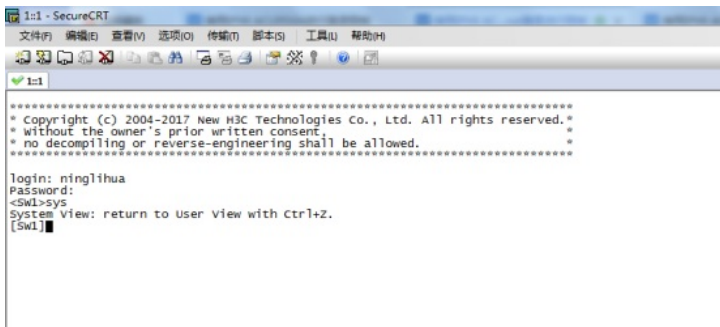 1::1 - SecureCRT
文件(F) 编辑(E) 查看(V) 选项(O) 传输(T) 脚本(S) 工具(L) 帮助(H)
1::1
******************************************************************************
* Copyright (c) 2004-2017 New H3C Technologies Co., Ltd. All rights reserved.*
* Without the owner's prior written consent, *
* no decompiling or reverse-engineering shall be allowed. *
******************************************************************************
login: ninglihua
Password:
<SW1>sys
System View: return to User View with Ctrl+Z.
[SW1]